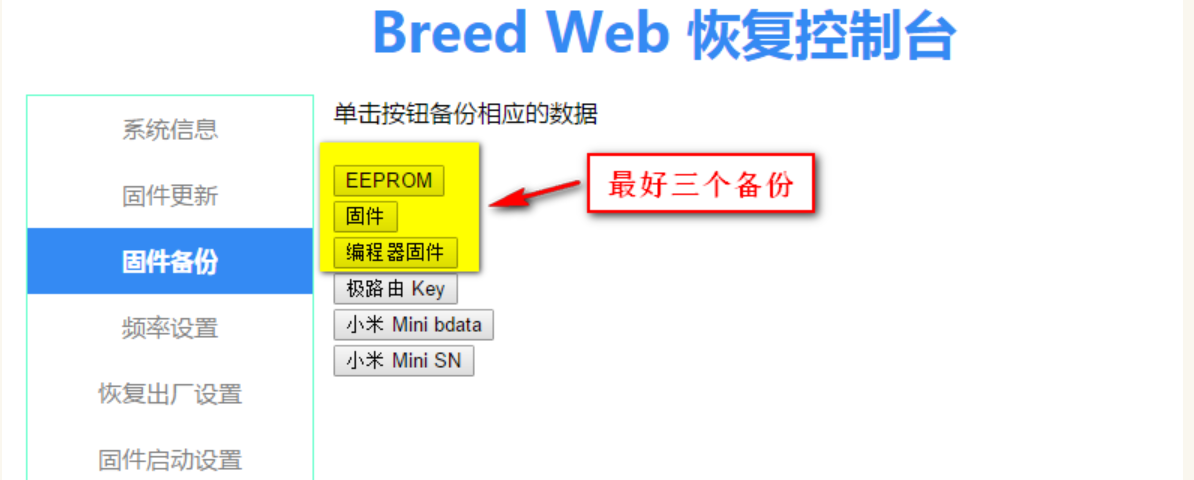 Breed Web 恢复控制台
系统信息
固件更新
固件备份
频率设置
恢复出厂设置
固件启动设置
单击按钮备份相应的数据
EEPROM
固件
编程器固件
极路由 Key
小米 Mini bdata
小米 Mini SN
最好三个备份